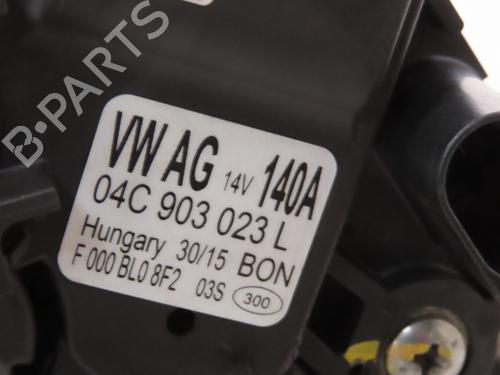 B-PARTS
VW AG 14V 140A
04C 903 023 L
Hungary 30/15 BON
F 000 BL0 8F2 03S 300